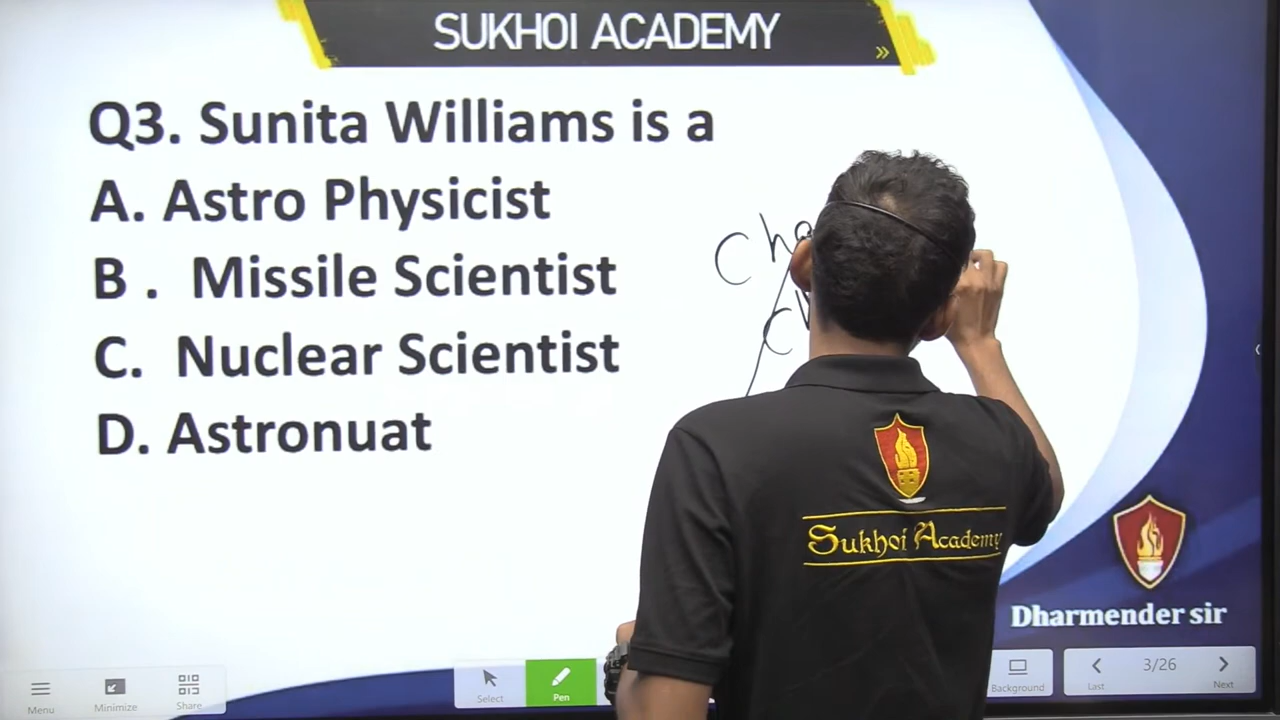 SUKHOI ACADEMY
Q3. Sunita Williams is a
A. Astro Physicist
B . Missile Scientist
C. Nuclear Scientist
D. Astronuat
Sukhoi Academy
Dharmender sir
Menu
Minimize
Share
Select
Pen
Background
Last
3/26
Next